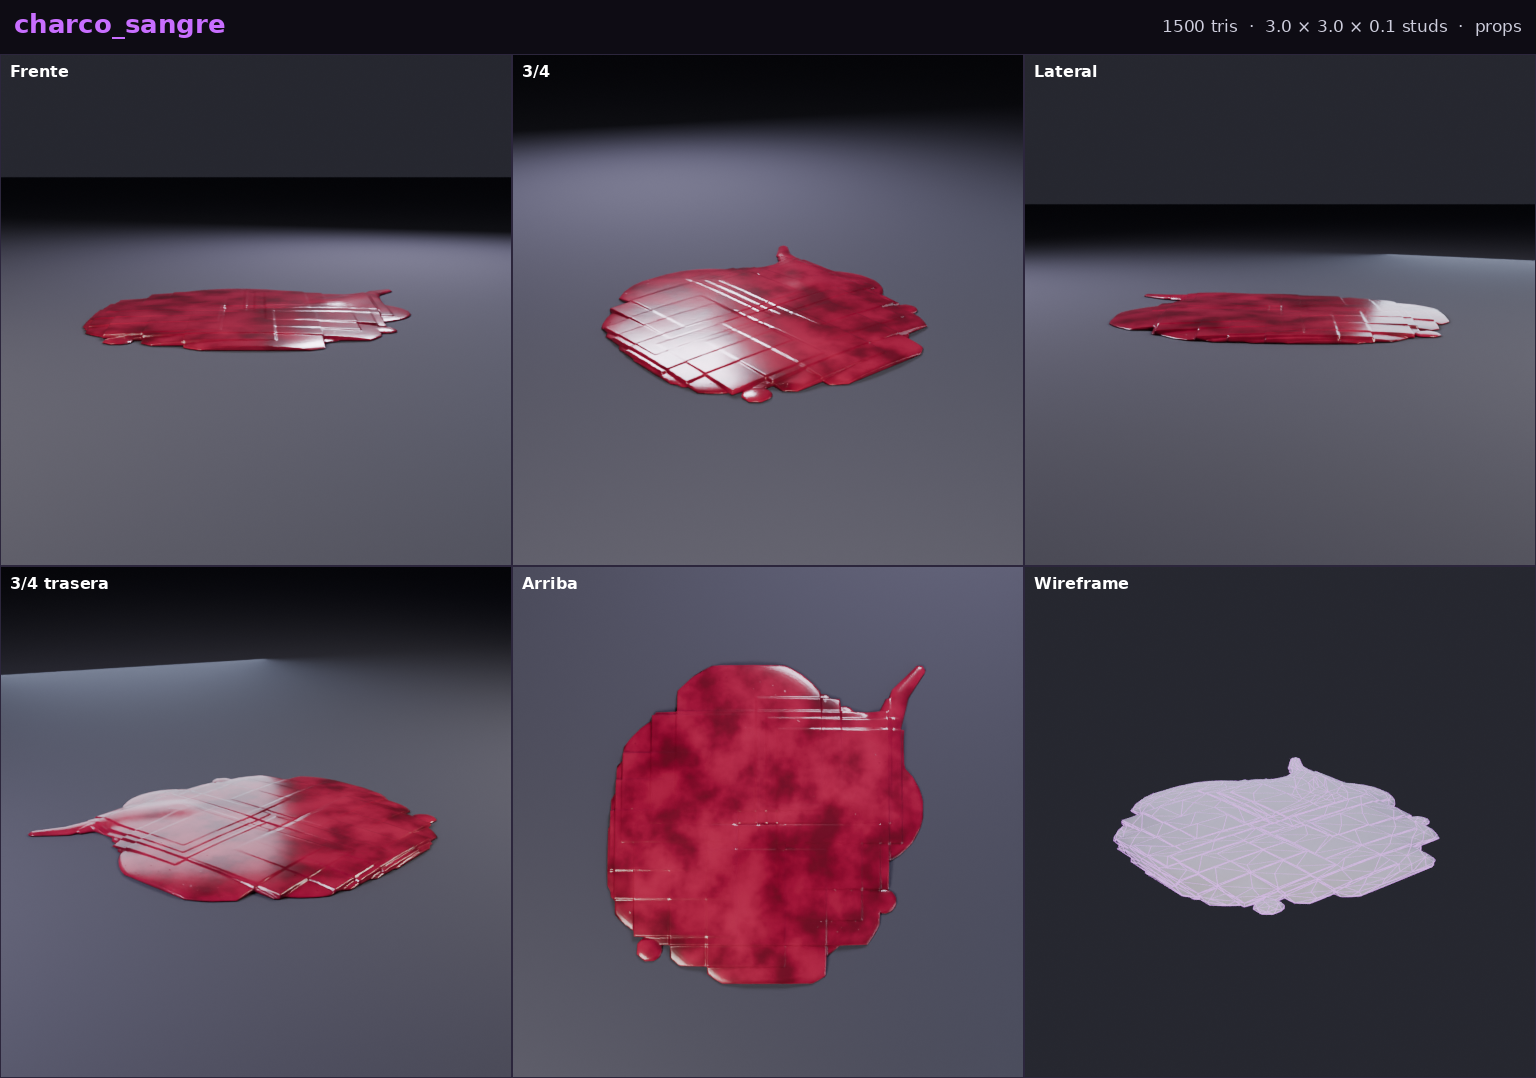 charco_sangre
1500 tris · 3.0 × 3.0 × 0.1 studs · props
Frente
3/4
Lateral
3/4 trasera
Arriba
Wireframe